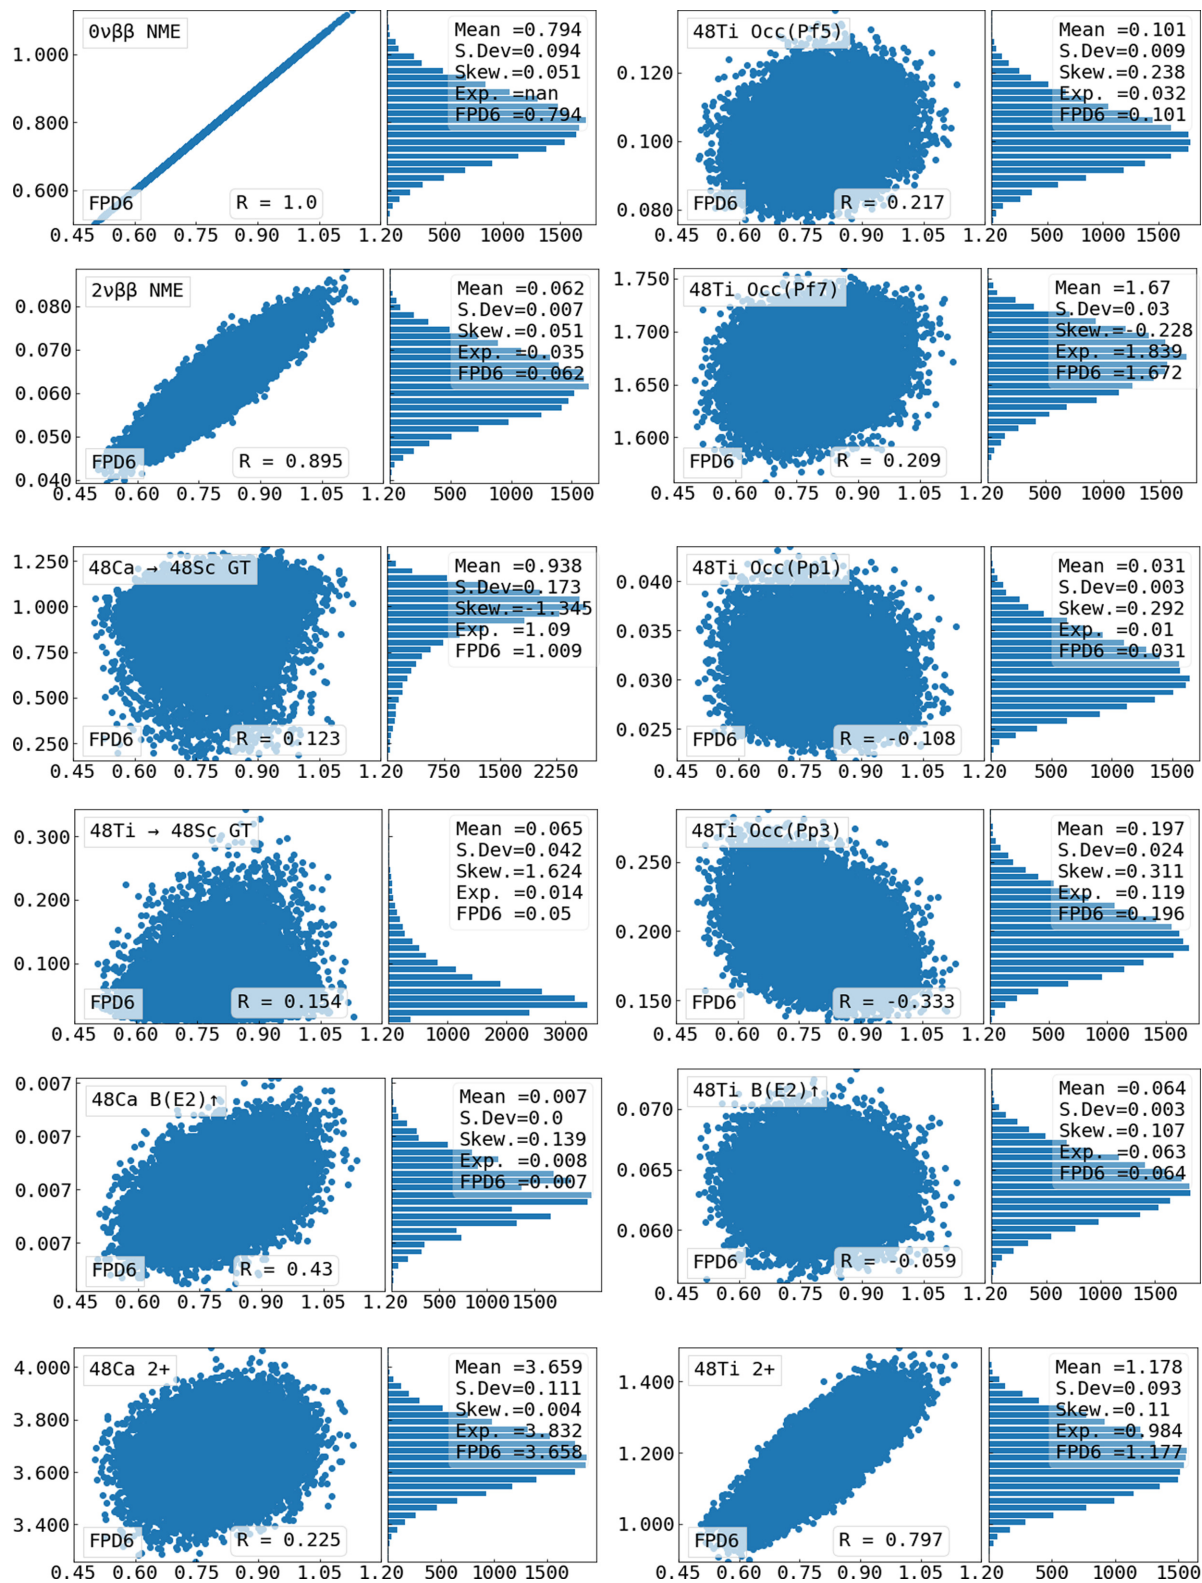 0νββ NME
Mean =0.794
S.Dev=0.094
Skew.=0.051
Exp. =nan
FPD6 =0.794
1.000
0.800
0.600
FPD6
R = 1.0
0.45 0.60 0.75 0.90 1.05 1.20 500 1000 1500
48Ti Occ(Pf5)
Mean =0.101
S.Dev=0.009
Skew.=0.238
Exp. =0.032
FPD6 =0.101
0.120
0.100
0.080
FPD6
R = 0.217
0.45 0.60 0.75 0.90 1.05 1.20 500 1000 1500
2νββ NME
Mean =0.062
S.Dev=0.007
Skew.=0.051
Exp. =0.035
FPD6 =0.062
0.080
0.070
0.060
0.050
0.040
FPD6
R = 0.895
0.45 0.60 0.75 0.90 1.05 1.20 500 1000 1500
48Ti Occ(Pf7)
Mean =1.67
S.Dev=0.03
Skew.=-0.228
Exp. =1.839
FPD6 =1.672
1.750
1.700
1.650
1.600
FPD6
R = 0.209
0.45 0.60 0.75 0.90 1.05 1.20 500 1000 1500
48Ca → 48Sc GT
Mean =0.938
S.Dev=0.173
Skew.=-1.345
Exp. =1.09
FPD6 =1.009
1.250
1.000
0.750
0.500
0.250
FPD6
R = 0.123
0.45 0.60 0.75 0.90 1.05 1.20 750 1500 2250
48Ti Occ(Pp1)
Mean =0.031
S.Dev=0.003
Skew.=0.292
Exp. =0.01
FPD6 =0.031
0.040
0.035
0.030
0.025
FPD6
R = -0.108
0.45 0.60 0.75 0.90 1.05 1.20 500 1000 1500
48Ti → 48Sc GT
Mean =0.065
S.Dev=0.042
Skew.=1.624
Exp. =0.014
FPD6 =0.05
0.300
0.200
0.100
FPD6
R = 0.154
0.45 0.60 0.75 0.90 1.05 1.20 1000 2000 3000
48Ti Occ(Pp3)
Mean =0.197
S.Dev=0.024
Skew.=0.311
Exp. =0.119
FPD6 =0.196
0.250
0.200
0.150
FPD6
R = -0.333
0.45 0.60 0.75 0.90 1.05 1.20 500 1000 1500
48Ca B(E2)↑
Mean =0.007
S.Dev=0.0
Skew.=0.139
Exp. =0.008
FPD6 =0.007
0.007
0.007
0.007
0.007
FPD6
R = 0.43
0.45 0.60 0.75 0.90 1.05 1.20 500 1000 1500
48Ti B(E2)↑
Mean =0.064
S.Dev=0.003
Skew.=0.107
Exp. =0.063
FPD6 =0.064
0.070
0.065
0.060
FPD6
R = -0.059
0.45 0.60 0.75 0.90 1.05 1.20 500 1000 1500
48Ca 2+
Mean =3.659
S.Dev=0.111
Skew.=0.004
Exp. =3.832
FPD6 =3.658
4.000
3.800
3.600
3.400
FPD6
R = 0.225
0.45 0.60 0.75 0.90 1.05 1.20 500 1000 1500
48Ti 2+
Mean =1.178
S.Dev=0.093
Skew.=0.11
Exp. =0.984
FPD6 =1.177
1.400
1.200
1.000
FPD6
R = 0.797
0.45 0.60 0.75 0.90 1.05 1.20 500 1000 1500